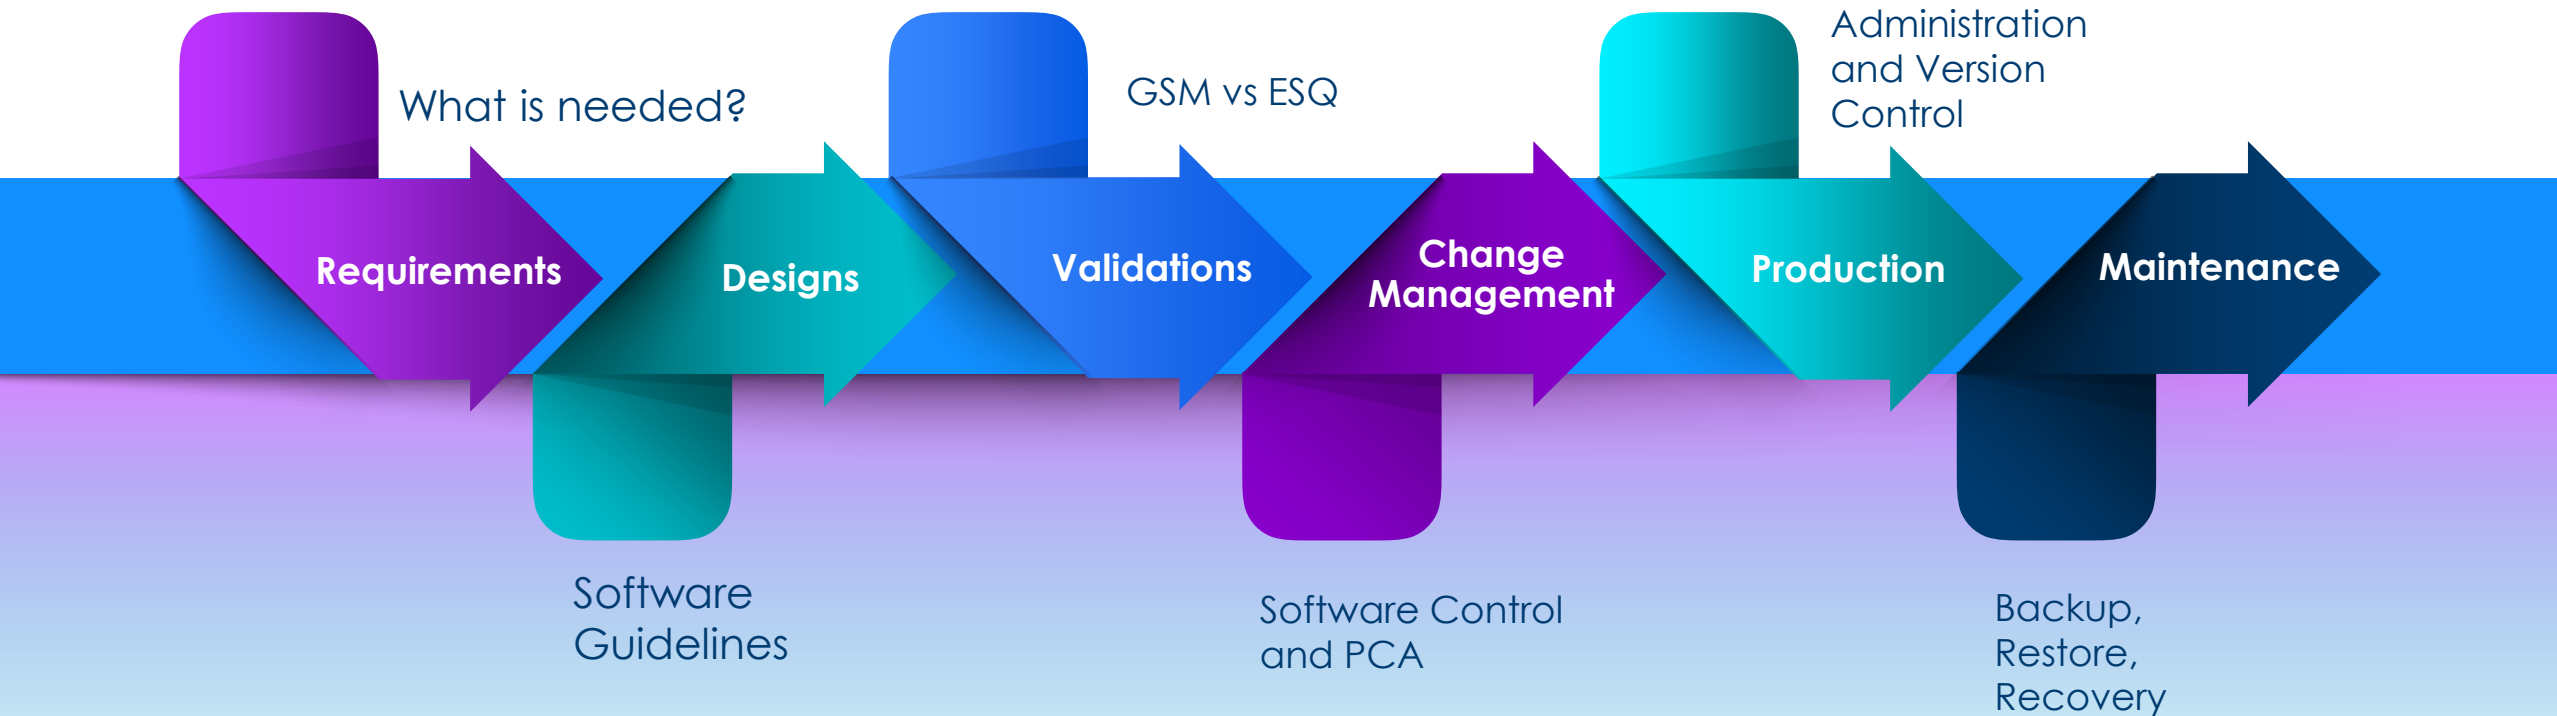 What is needed?
GSM vs ESQ
Administration
and Version
Control
Requirements
Designs
Validations
Change
Management
Production
Maintenance
Software
Guidelines
Software Control
and PCA
Backup,
Restore,
Recovery